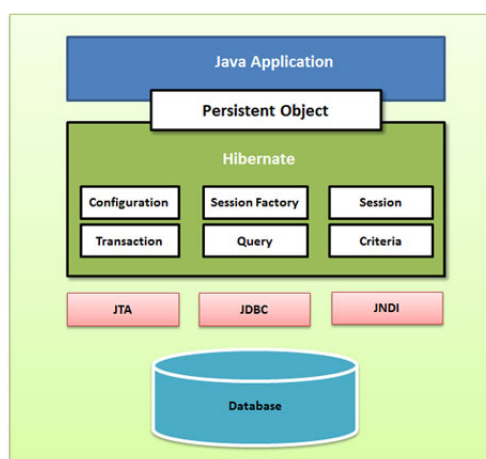 Java Application
Persistent Object
Hibernate
Configuration
Session Factory
Session
Transaction
Query
Criteria
JTA
JDBC
JNDI
Database